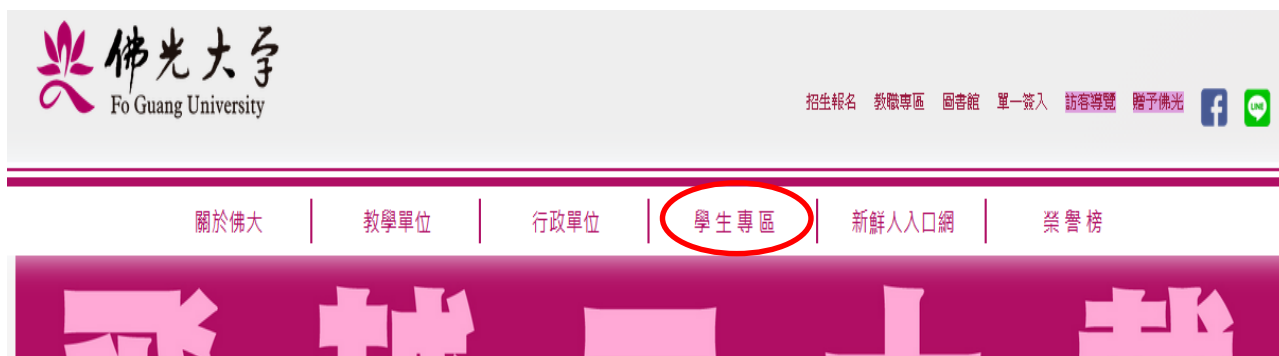 佛光大学
Fo Guang University
招生報名 教職專區 圖書館 單一簽入 訪客導覽 贈予佛光 LINE
關於佛大 教學單位 行政單位 學生專區 新鮮人入口網 榮譽榜